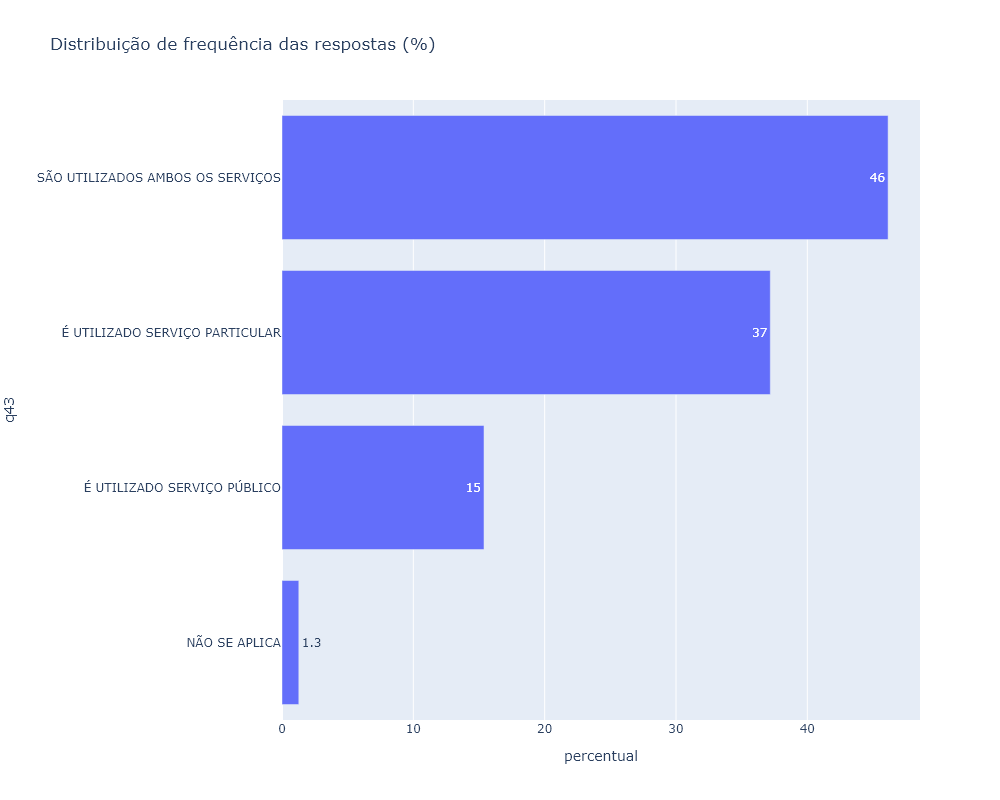 Distribuição de frequência das respostas (%)
SÃO UTILIZADOS AMBOS OS SERVIÇOS
46
É UTILIZADO SERVIÇO PARTICULAR
37
q43
É UTILIZADO SERVIÇO PÚBLICO
15
NÃO SE APLICA
1.3
0 10 20 30 40
percentual